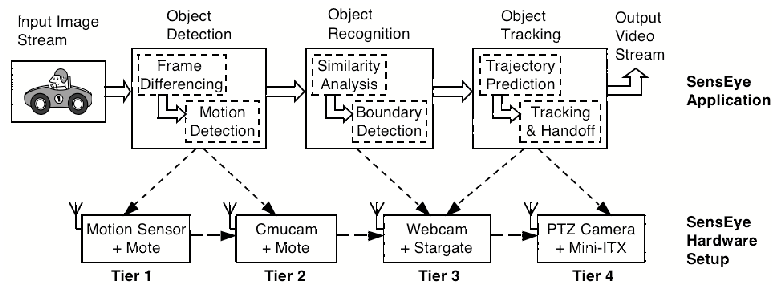 Input Image
Stream
Object
Detection
Object
Recognition
Object
Tracking
Output
Video
Stream
Frame
Differencing
Motion
Detection
Similarity
Analysis
Boundary
Detection
Trajectory
Prediction
Tracking
& Handoff
SensEye
Application
Motion Sensor
+ Mote
Cmucam
+ Mote
Webcam
+ Stargate
PTZ Camera
+ Mini-ITX
SensEye
Hardware
Setup
Tier 1
Tier 2
Tier 3
Tier 4